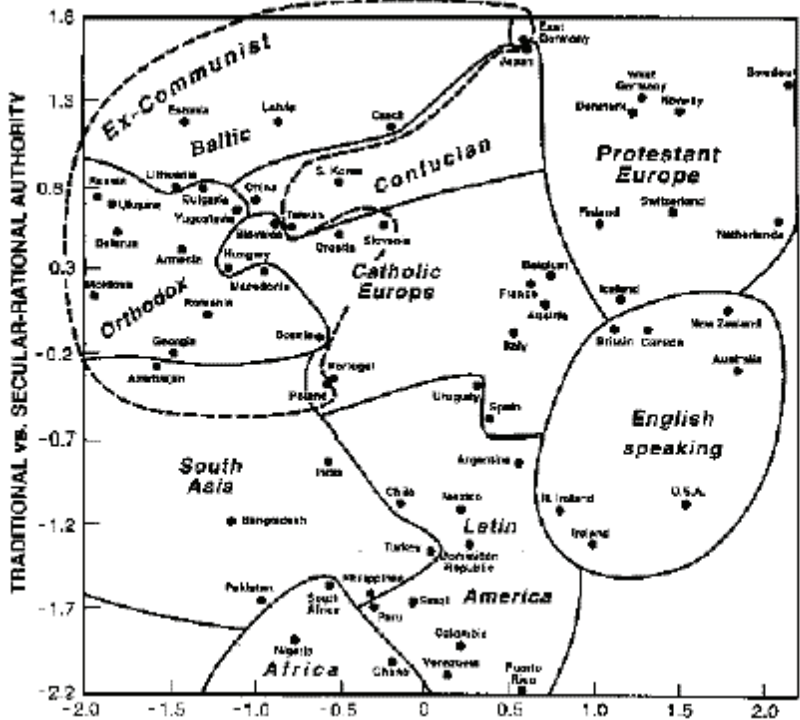 TRADITIONAL vs. SECULAR-RATIONAL AUTHORITY
1.8
1.3
0.8
0.3
-0.2
-0.7
-1.2
-1.7
-2.2
-2.0
-1.5
-1.0
-0.5
0
0.5
1.0
1.5
2.0
Ex-Communist
Baltic
Confucian
Protestant
Europe
Orthodox
Catholic
Europs
English
speaking
South
Asia
Latin
America
Africa
East
Germany
Japan
Estonia
Latvia
Czech
West
Germany
Denmark
Norway
Sweden
Lithuania
Bulgaria
China
S. Korea
Russia
Ukraine
Yugoslavia
Taiwan
Slovakia
Croatia
Slovenia
Belarus
Armenia
Hungary
Macedonia
Moldova
Romania
Georgia
Azerbaijan
Bosnia
Portugal
Poland
Finland
Switzerland
Netherlands
Belgium
France
Austria
Italy
Iceland
Britain
Canada
New Zealand
Australia
Uruguay
Spain
Argentina
N. Ireland
U.S.A.
Ireland
India
Bangladesh
Chile
Mexico
Turkey
Dominican
Republic
Pakistan
South
Africa
Philippines
Peru
Brazil
Colombia
Nigeria
Ghana
Venezuela
Puerto
Rico